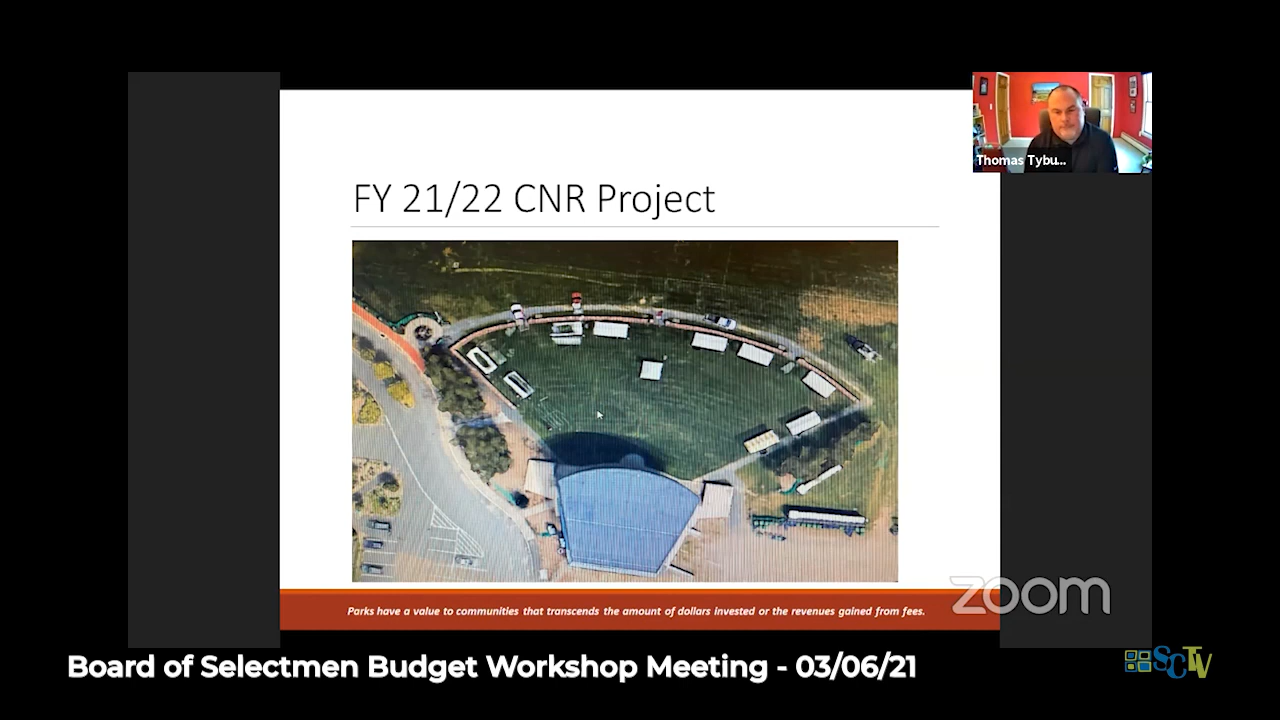 Thomas Tybu...
FY 21/22 CNR Project
Parks have a value to communities that transcends the amount of dollars invested or the revenues gained from fees.
zoom
Board of Selectmen Budget Workshop Meeting - 03/06/21
SCTV